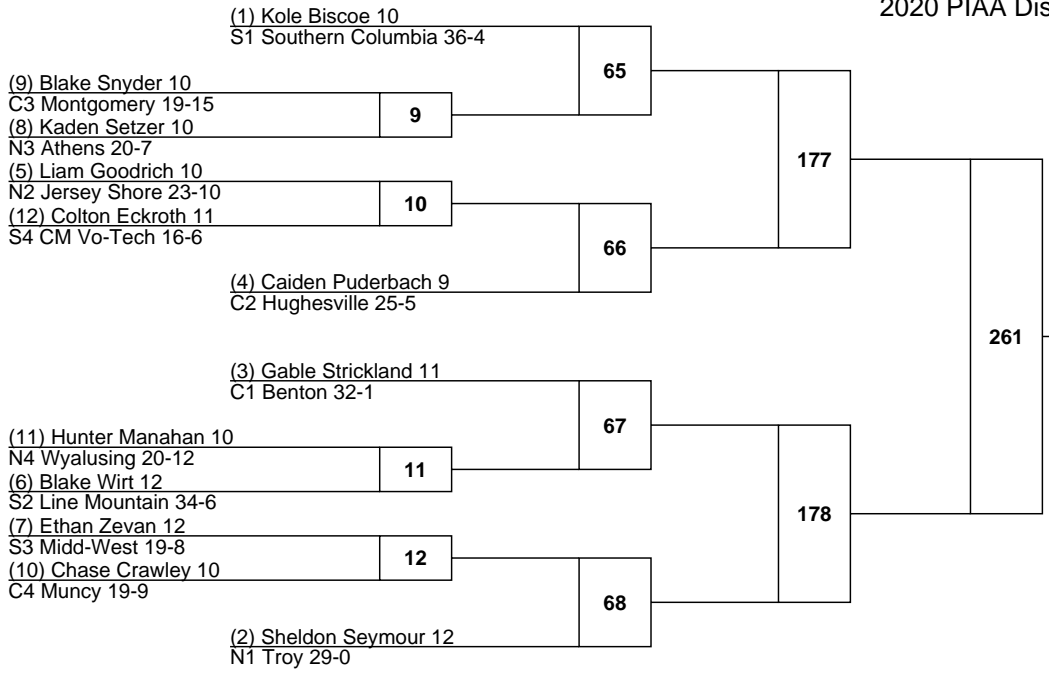 2020 PIAA Dis
(1) Kole Biscoe 10
S1 Southern Columbia 36-4
65
(9) Blake Snyder 10
C3 Montgomery 19-15
9
(8) Kaden Setzer 10
N3 Athens 20-7
177
(5) Liam Goodrich 10
N2 Jersey Shore 23-10
10
(12) Colton Eckroth 11
S4 CM Vo-Tech 16-6
66
(4) Caiden Puderbach 9
C2 Hughesville 25-5
261
(3) Gable Strickland 11
C1 Benton 32-1
67
(11) Hunter Manahan 10
N4 Wyalusing 20-12
11
(6) Blake Wirt 12
S2 Line Mountain 34-6
178
(7) Ethan Zevan 12
S3 Midd-West 19-8
12
(10) Chase Crawley 10
C4 Muncy 19-9
68
(2) Sheldon Seymour 12
N1 Troy 29-0